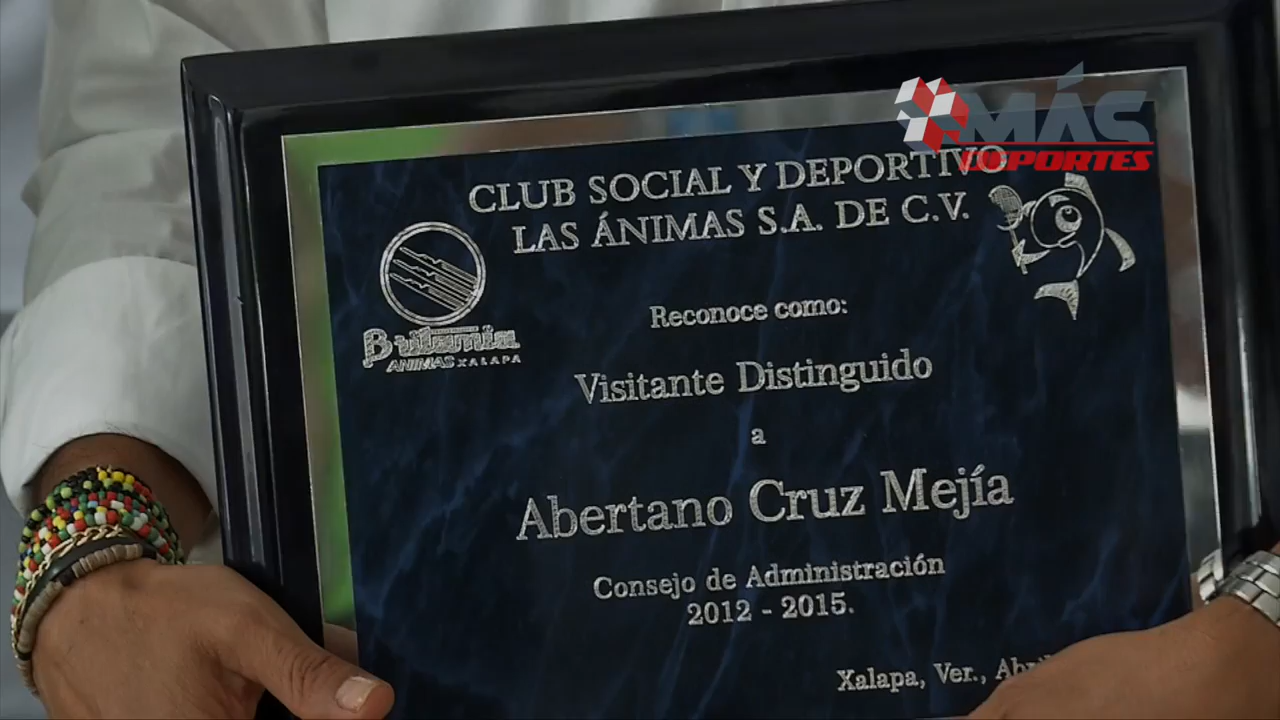 MÁS
DEPORTES
CLUB SOCIAL Y DEPORTIVO
LAS ÁNIMAS S.A. DE C.V.
Britania
ANIMAS XALAPA
Reconoce como:
Visitante Distinguido
a
Abertano Cruz Mejía
Consejo de Administración
2012 - 2015.
Xalapa, Ver.,